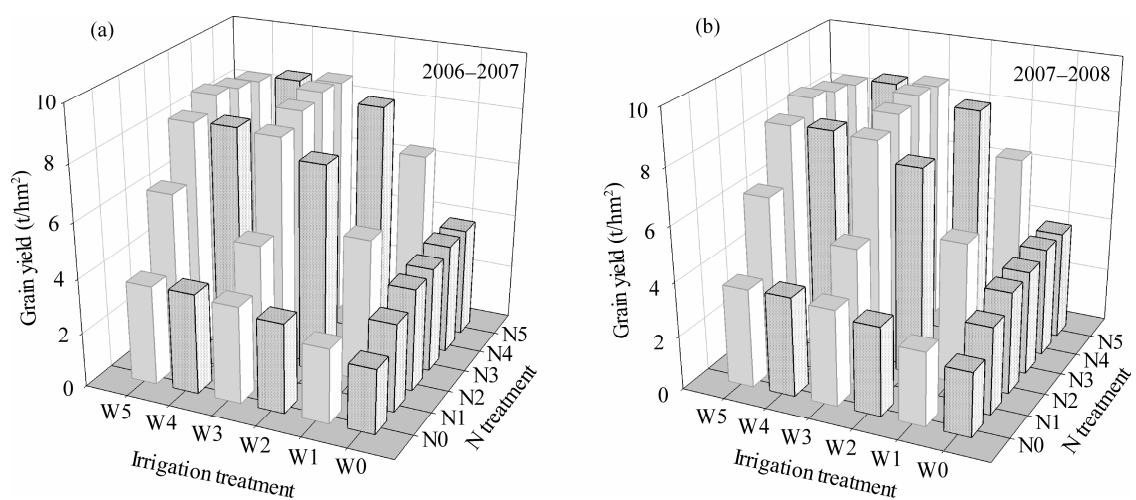 (a)
2006–2007
10
8
6
4
2
0
Grain yield (t/hm²)
W5
W4
W3
W2
W1
W0
Irrigation treatment
N0
N1
N2
N3
N4
N5
N treatment
(b)
2007–2008
10
8
6
4
2
0
Grain yield (t/hm²)
W5
W4
W3
W2
W1
W0
Irrigation treatment
N0
N1
N2
N3
N4
N5
N treatment